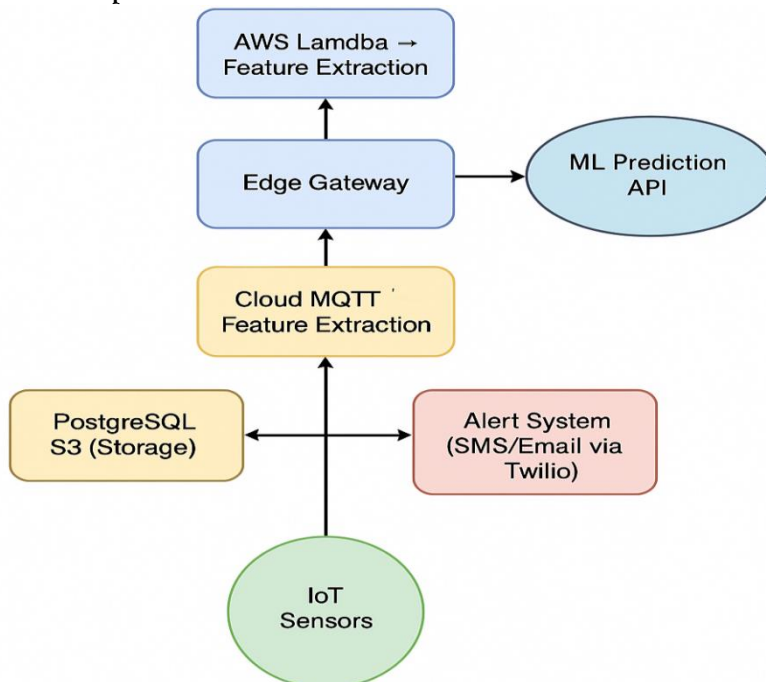 AWS Lamdba →
Feature Extraction
Edge Gateway
ML Prediction
API
Cloud MQTT
Feature Extraction
PostgreSQL
S3 (Storage)
Alert System
(SMS/Email via
Twilio)
IoT
Sensors